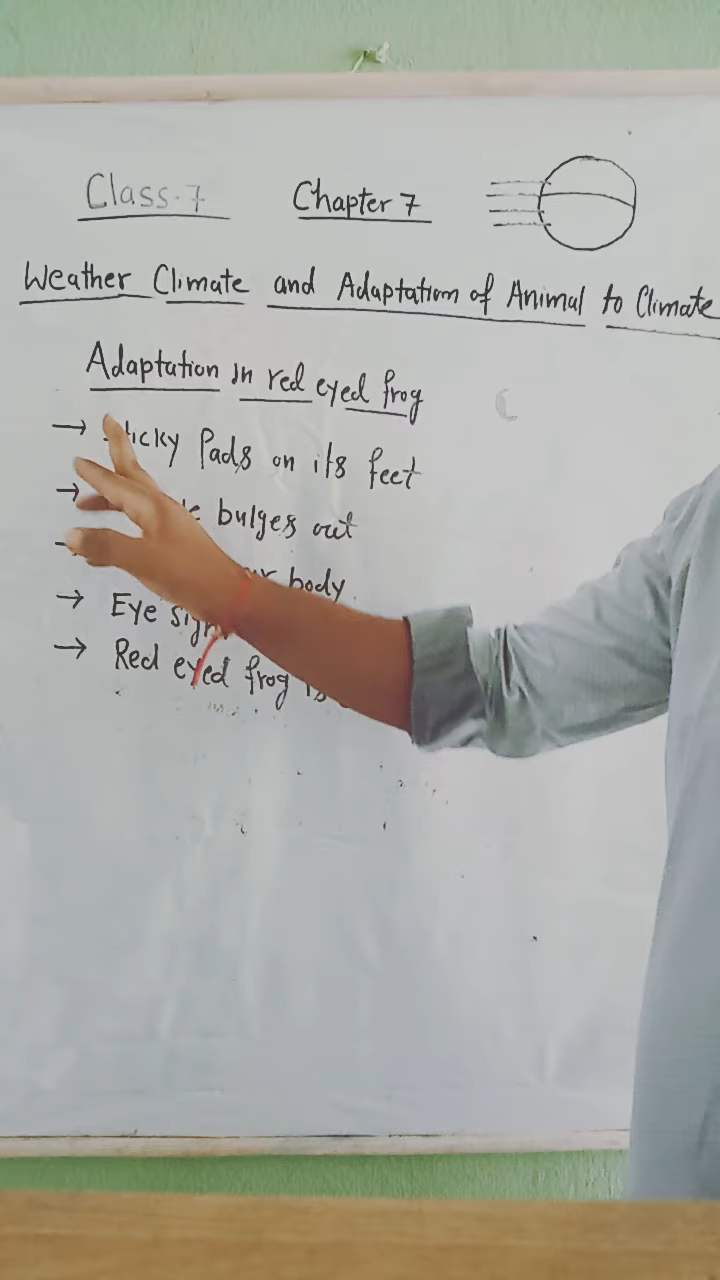 Class-7 Chapter 7
Weather Climate and Adaptation of Animal to Climate
Adaptation in red eyed frog
→ Sticky Pads on its feet
→ bulges out
→ body
→ Eye
→ Red eyed frog is